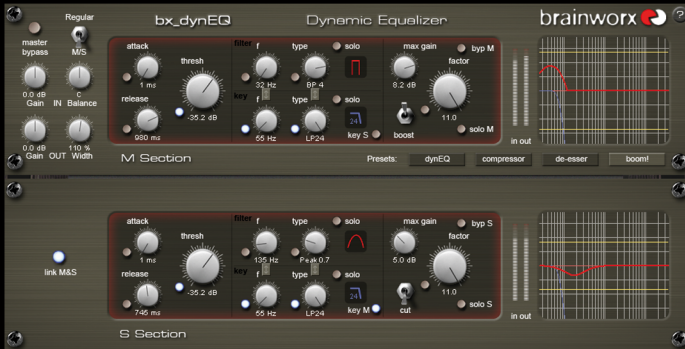 Regular
bx_dynEQ
Dynamic Equalizer
brainworx
?
master
bypass
M/S
0.0 dB
C
Gain IN Balance
0.0 dB
110 %
Gain OUT Width
attack
1 ms
release
980 ms
thresh
-35.2 dB
filter
f
type
solo
32 Hz
BP 4
key
f
type
solo
24
55 Hz
LP24
key S
max gain
byp M
8.2 dB
factor
boost
11.0
solo M
in out
M Section
Presets:
dynEQ
compressor
de-esser
boom!
link M&S
attack
1 ms
release
745 ms
thresh
-35.2 dB
filter
f
type
solo
135 Hz
Peak 0.7
key
f
type
solo
24
55 Hz
LP24
key M
max gain
byp S
5.0 dB
factor
cut
11.0
solo S
in out
S Section